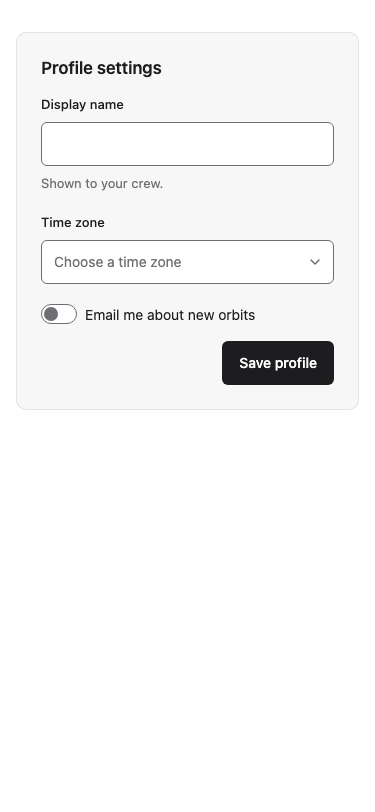 Profile settings
Display name
Shown to your crew.
Time zone
Choose a time zone
Email me about new orbits
Save profile